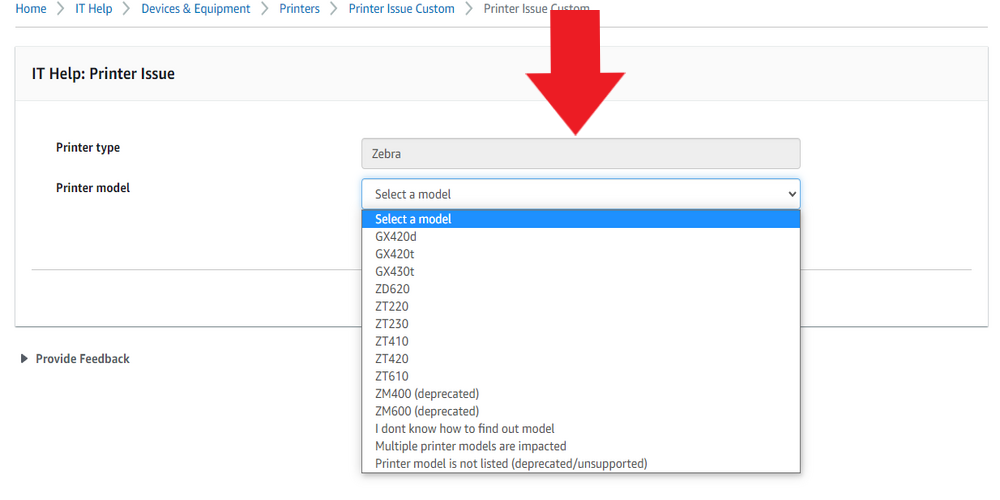 Home > IT Help > Devices & Equipment > Printers > Printer Issue Custom > Printer Issue Custom
IT Help: Printer Issue
Printer type
Zebra
Printer model
Select a model
Select a model
GX420d
GX420t
GX430t
ZD620
ZT220
ZT230
ZT410
ZT420
ZT610
ZM400 (deprecated)
ZM600 (deprecated)
I dont know how to find out model
Multiple printer models are impacted
Printer model is not listed (deprecated/unsupported)
Provide Feedback